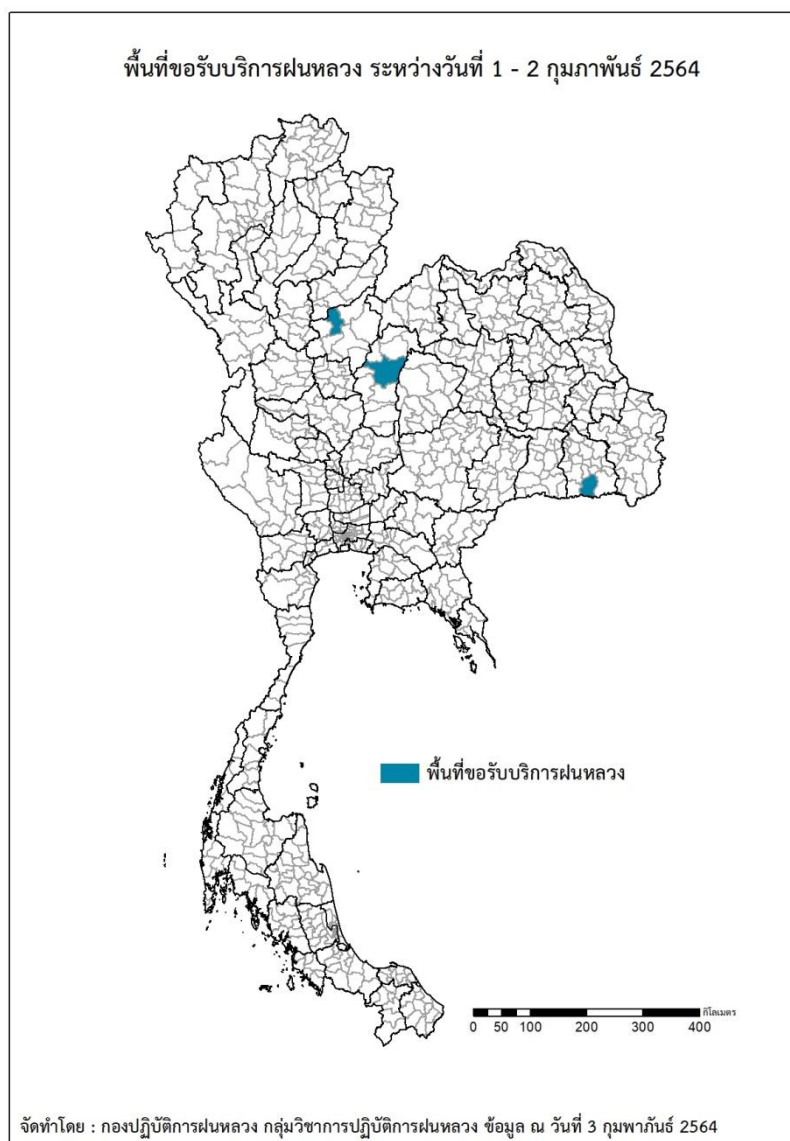 พื้นที่ขอรับบริการฝนหลวง ระหว่างวันที่ 1 - 2 กุมภาพันธ์ 2564
พื้นที่ขอรับบริการฝนหลวง
กิโลเมตร
0 50 100 200 300 400
จัดทำโดย : กองปฏิบัติการฝนหลวง กลุ่มวิชาการปฏิบัติการฝนหลวง ข้อมูล ณ วันที่ 3 กุมพาภันธ์ 2564